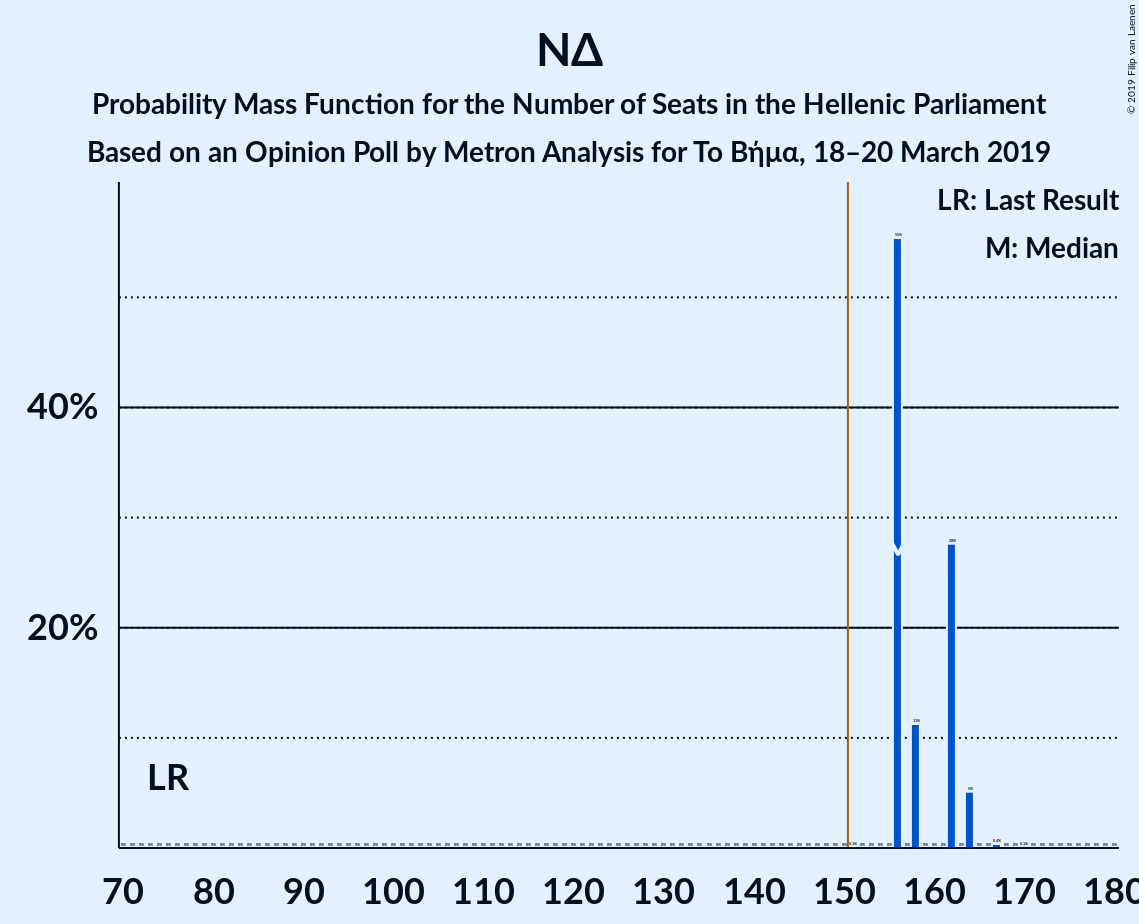 © 2019 Filip van Laenen
ΝΔ
Probability Mass Function for the Number of Seats in the Hellenic Parliament
Based on an Opinion Poll by Metron Analysis for Το Βήμα, 18–20 March 2019
LR: Last Result
M: Median
40%
20%
LR
M
70 80 90 100 110 120 130 140 150 160 170 180